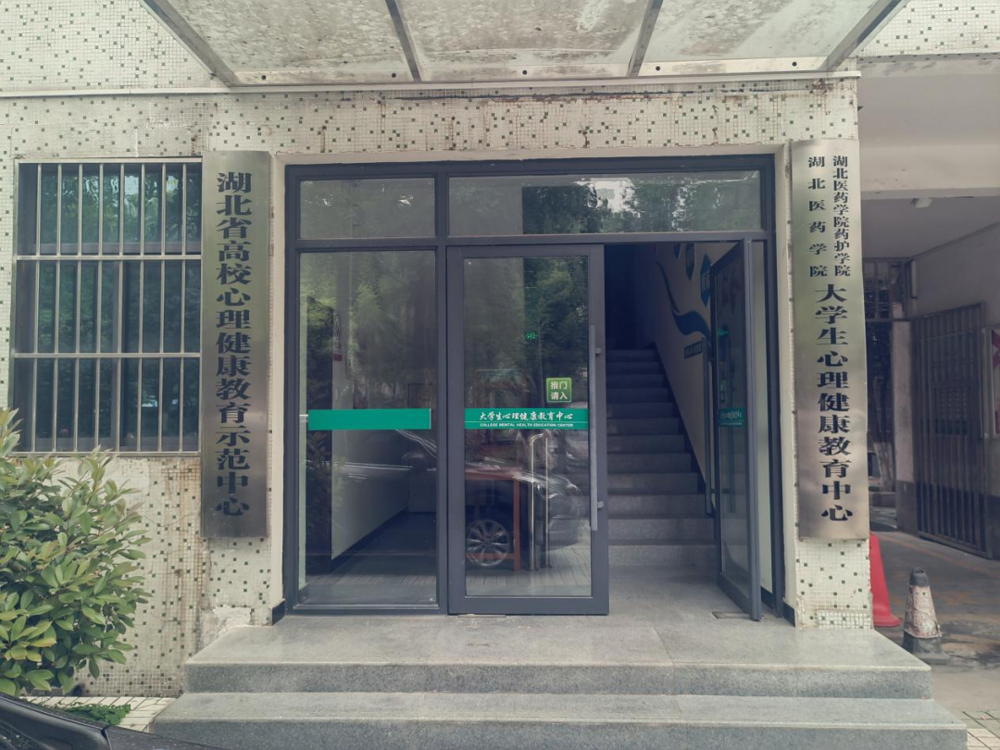 湖北省高校心理健康教育示范中心
推门
请入
大学生心理健康教育中心
COLLEGE MENTAL HEALTH EDUCATION CENTER
湖北医药学院药护学院
湖北医药学院
大学生心理健康教育中心